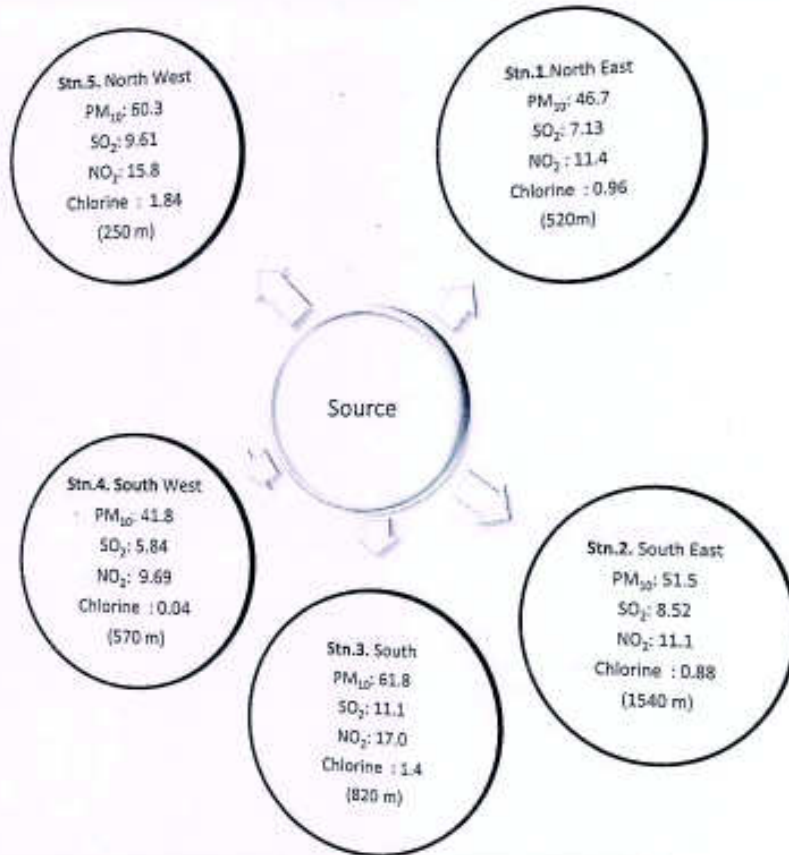 Stn.5. North West
PM₁₀: 60.3
SO₂: 9.61
NO₂: 15.8
Chlorine : 1.84
(250 m)
Stn.1 North East
PM₁₀: 46.7
SO₂: 7.13
NO₂: 11.4
Chlorine : 0.96
(520m)
Source
Stn.4. South West
PM₁₀: 41.8
SO₂: 5.84
NO₂: 9.69
Chlorine : 0.04
(570 m)
Stn.3. South
PM₁₀: 61.8
SO₂: 11.1
NO₂: 17.0
Chlorine : 1.4
(820 m)
Stn.2. South East
PM₁₀: 51.5
SO₂: 8.52
NO₂: 11.1
Chlorine : 0.88
(1540 m)